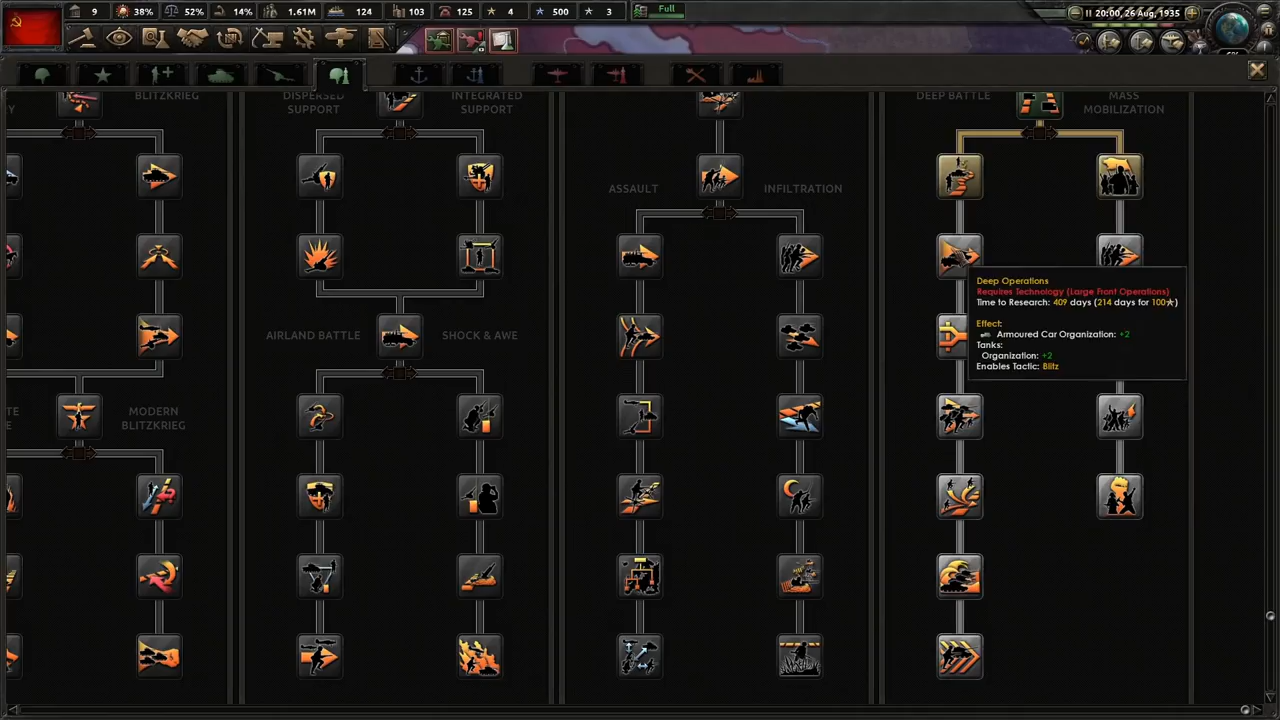 9 38% 52% 14% 1.61M 124 103 125 4 500 3 Full
20:00, 26 Aug, 1935
BLITZKRIEG
DISPERSED
SUPPORT
INTEGRATED
SUPPORT
DEEP BATTLE
MASS
MOBILIZATION
ASSAULT
INFILTRATION
Deep Operations
Requires Technology (Large Front Operations)
Time to Research: 409 days (214 days for 100★)
Effect:
Armoured Car Organization: +2
Tanks:
Organization: +2
Enables Tactic: Blitz
AIRLAND BATTLE
SHOCK & AWE
MODERN
BLITZKRIEG